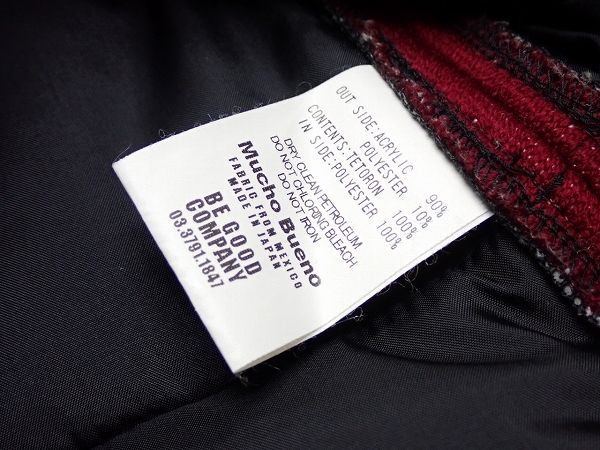 OUT SIDE:ACRYLIC 90%
POLYESTER 10%
CONTENTS:TETORON 100%
IN SIDE:POLYESTER 100%
DRY CLEAN PETROLEUM
DO NOT CHLORING BLEACH
DO NOT IRON
Mucho Bueno
FABRIC FROM MEXICO
MADE IN JAPAN
BE GOOD
COMPANY
03.3791.1847